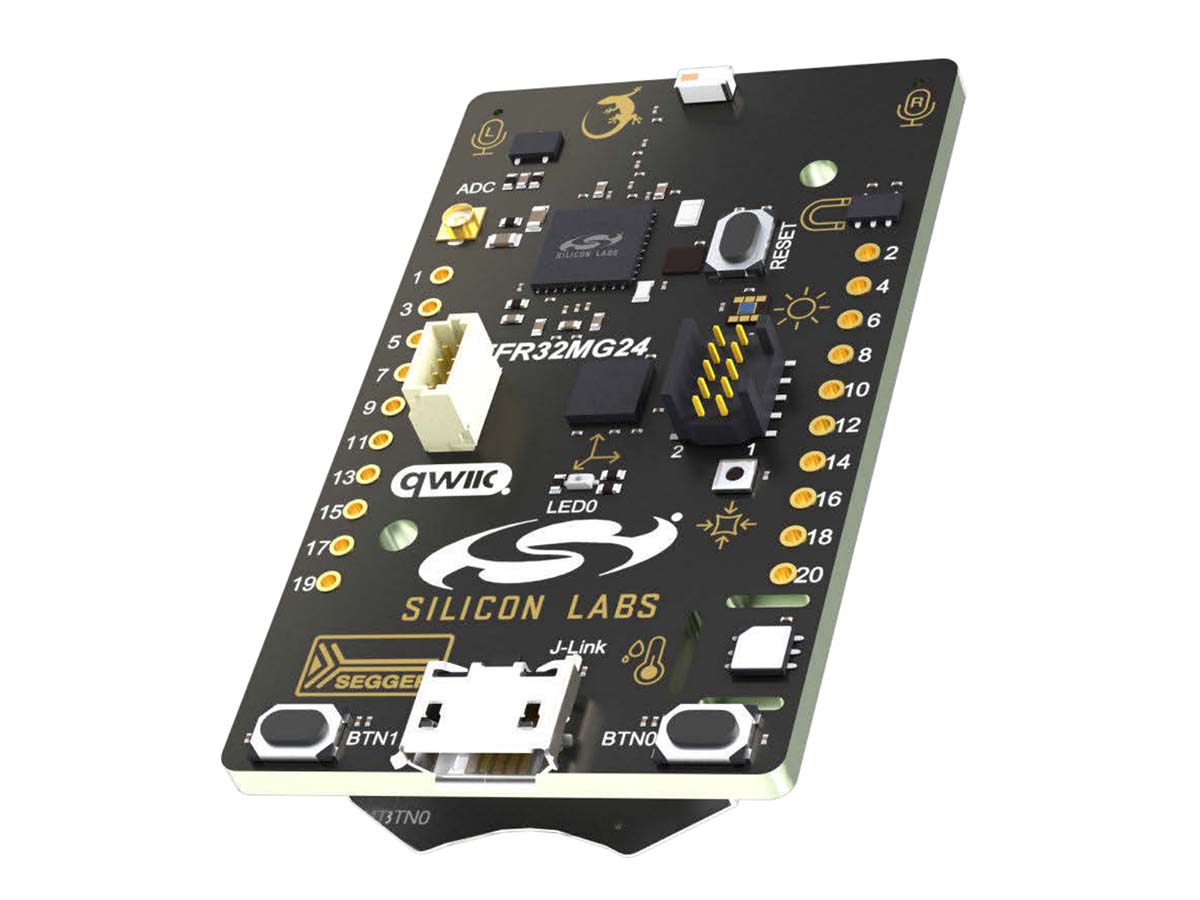 L
R
ADC
SILICON LABS
RESET
1
3
5
7
9
11
13
15
17
19
2
4
6
8
10
12
14
16
18
20
FR32MG24
2 1
qwiic
LED0
SILICON LABS
J-Link
SEGGER
BTN1
BTN0
BTN0